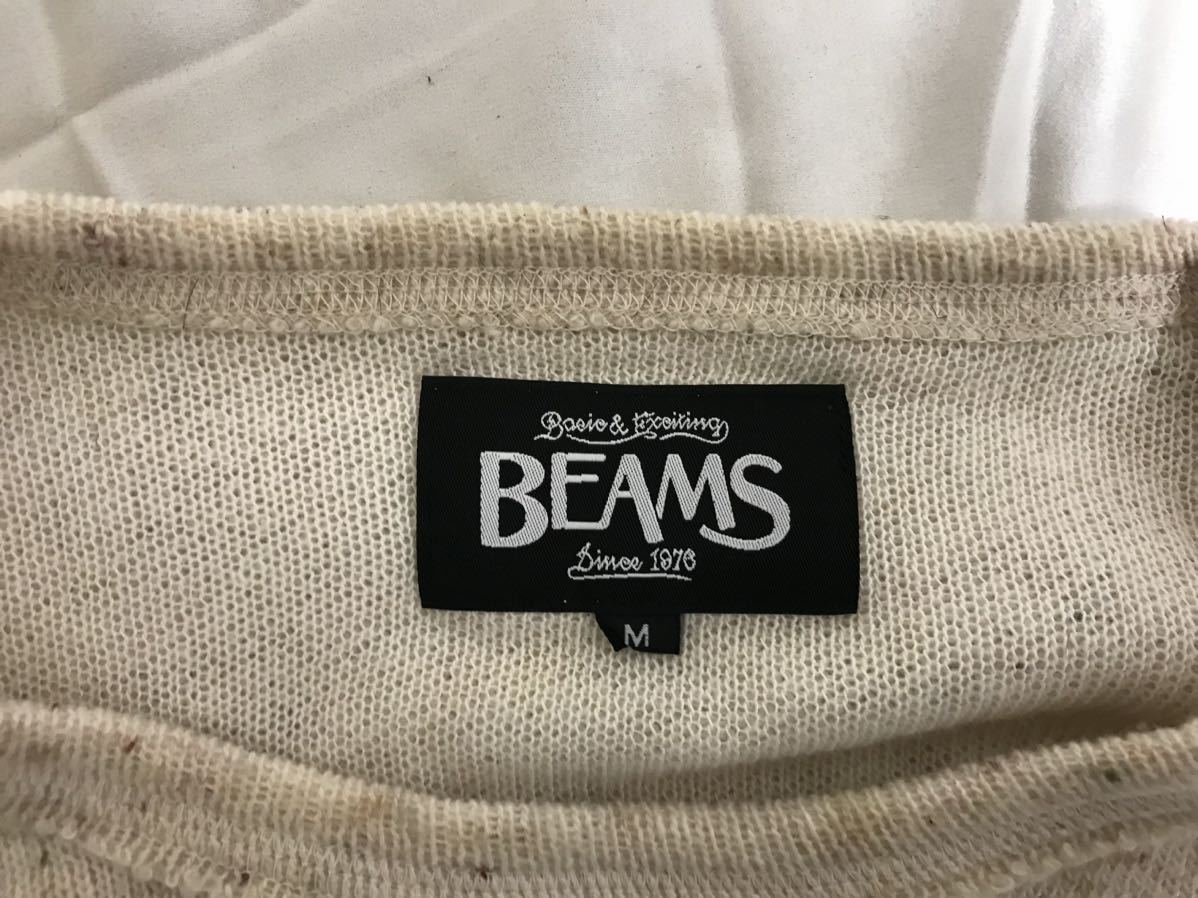 Basic & Exciting
BEAMS
Since 1976
M